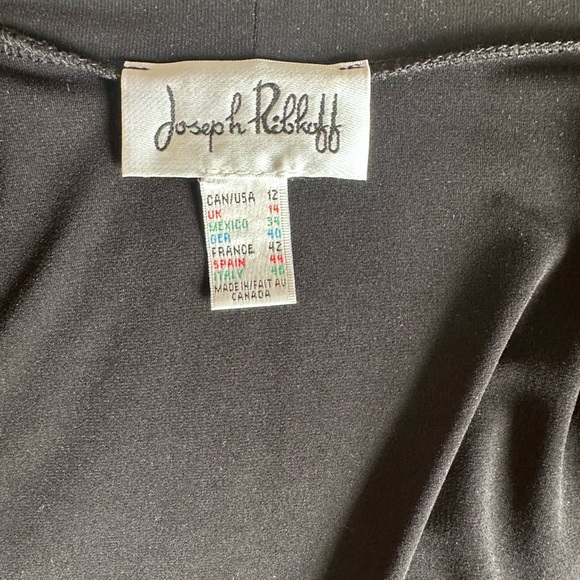 Joseph Ribkoff
CAN/USA 12
UK 14
MEXICO 34
GER 40
FRANCE 42
SPAIN 44
ITALY 46
MADE IN/FAIT AU
CANADA